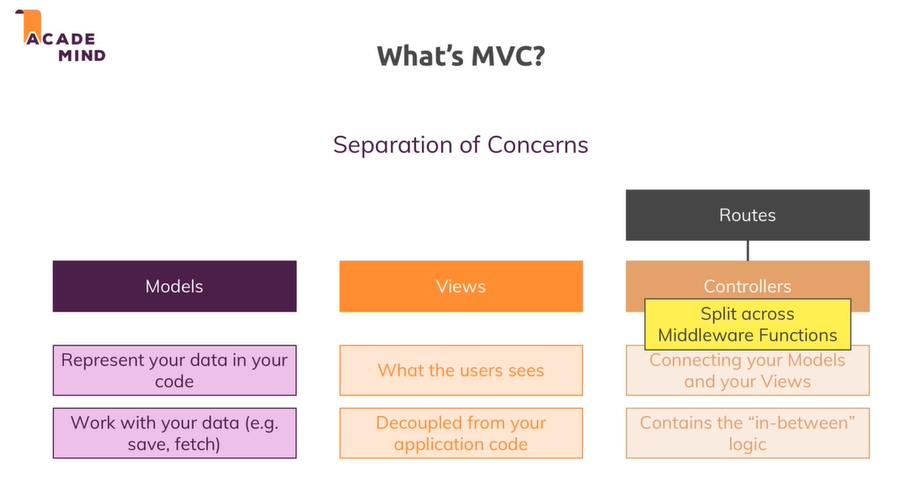 ACADE
MIND
What's MVC?
Separation of Concerns
Routes
Models
Views
Controllers
Split across
Middleware Functions
Represent your data in your
code
What the users sees
Connecting your Models
and your Views
Work with your data (e.g.
save, fetch)
Decoupled from your
application code
Contains the “in-between”
logic